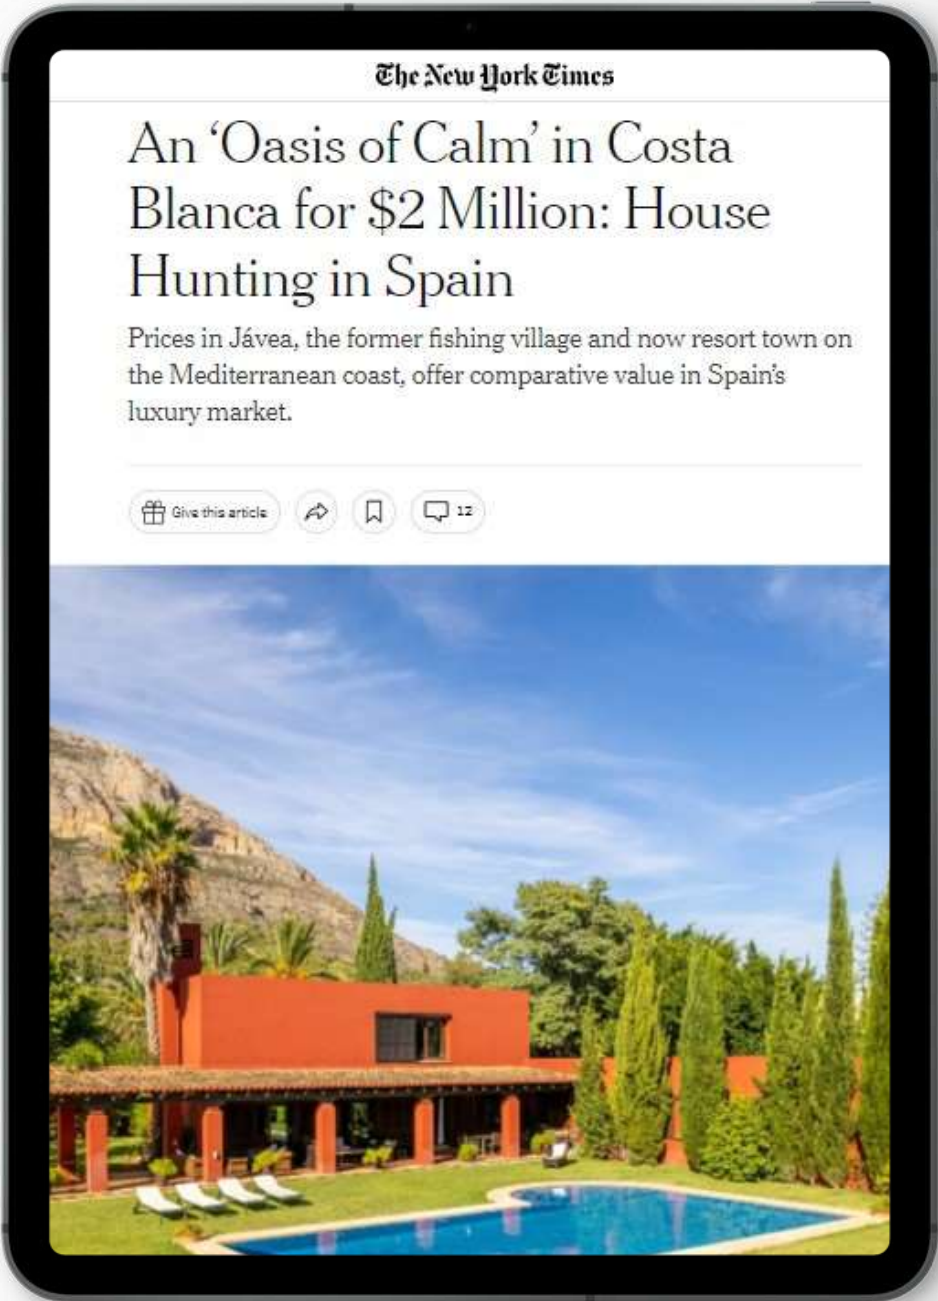 The New York Times
An ‘Oasis of Calm’ in Costa
Blanca for $2 Million: House
Hunting in Spain
Prices in Jávea, the former fishing village and now resort town on
the Mediterranean coast, offer comparative value in Spain’s
luxury market.
Give this article 12